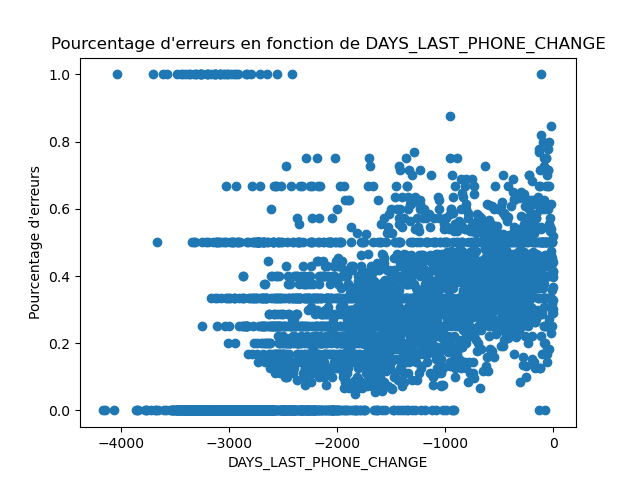 Pourcentage d'erreurs en fonction de DAYS_LAST_PHONE_CHANGE
1.0
0.8
0.6
0.4
0.2
0.0
Pourcentage d'erreurs
−4000 −3000 −2000 −1000 0
DAYS_LAST_PHONE_CHANGE